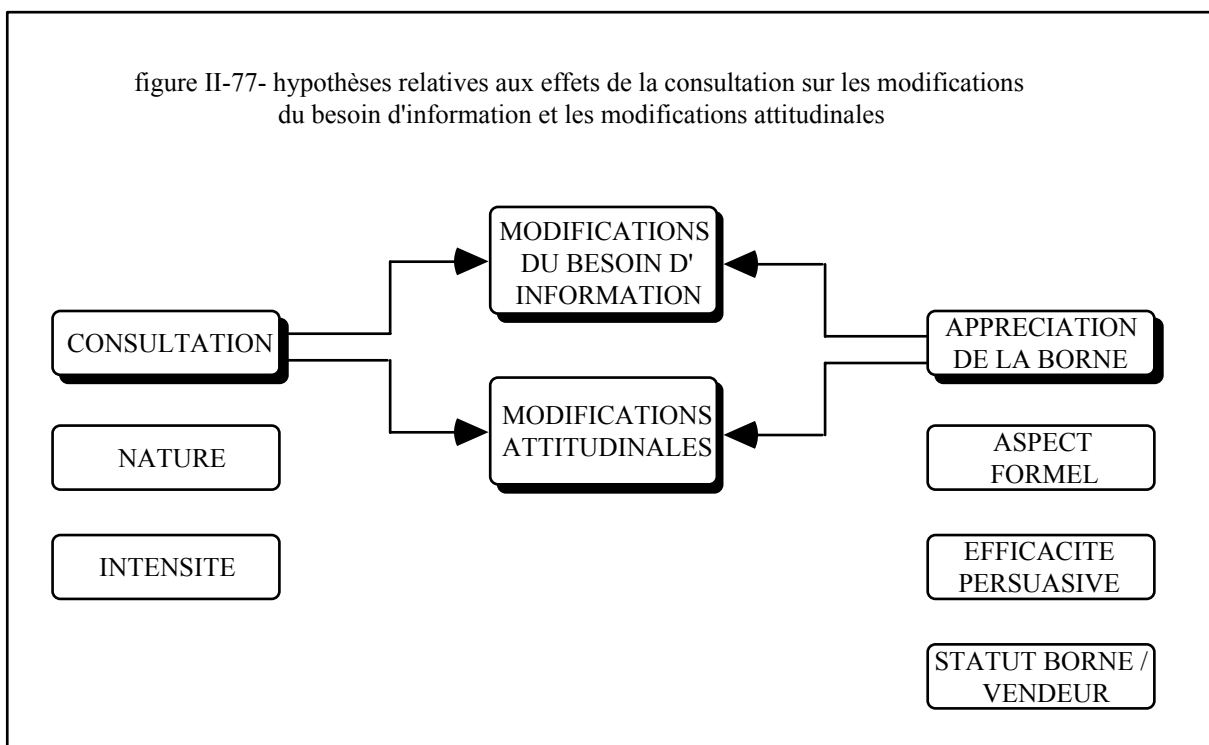 figure II-77- hypothèses relatives aux effets de la consultation sur les modifications
du besoin d'information et les modifications attitudinales
MODIFICATIONS
DU BESOIN D'
INFORMATION
CONSULTATION
APPRECIATION
DE LA BORNE
MODIFICATIONS
ATTITUDINALES
NATURE
ASPECT
FORMEL
INTENSITE
EFFICACITE
PERSUASIVE
STATUT BORNE /
VENDEUR